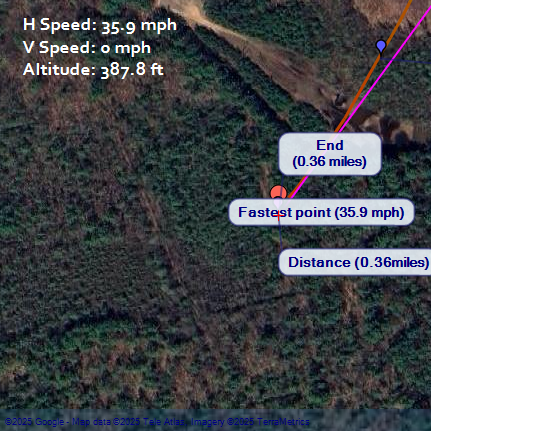 H Speed: 35.9 mph
V Speed: 0 mph
Altitude: 387.8 ft
End
(0.36 miles)
Fastest point (35.9 mph)
Distance (0.36miles)
©2025 Google - Map data ©2025 Tele Atlas, Imagery ©2025 TerraMetrics